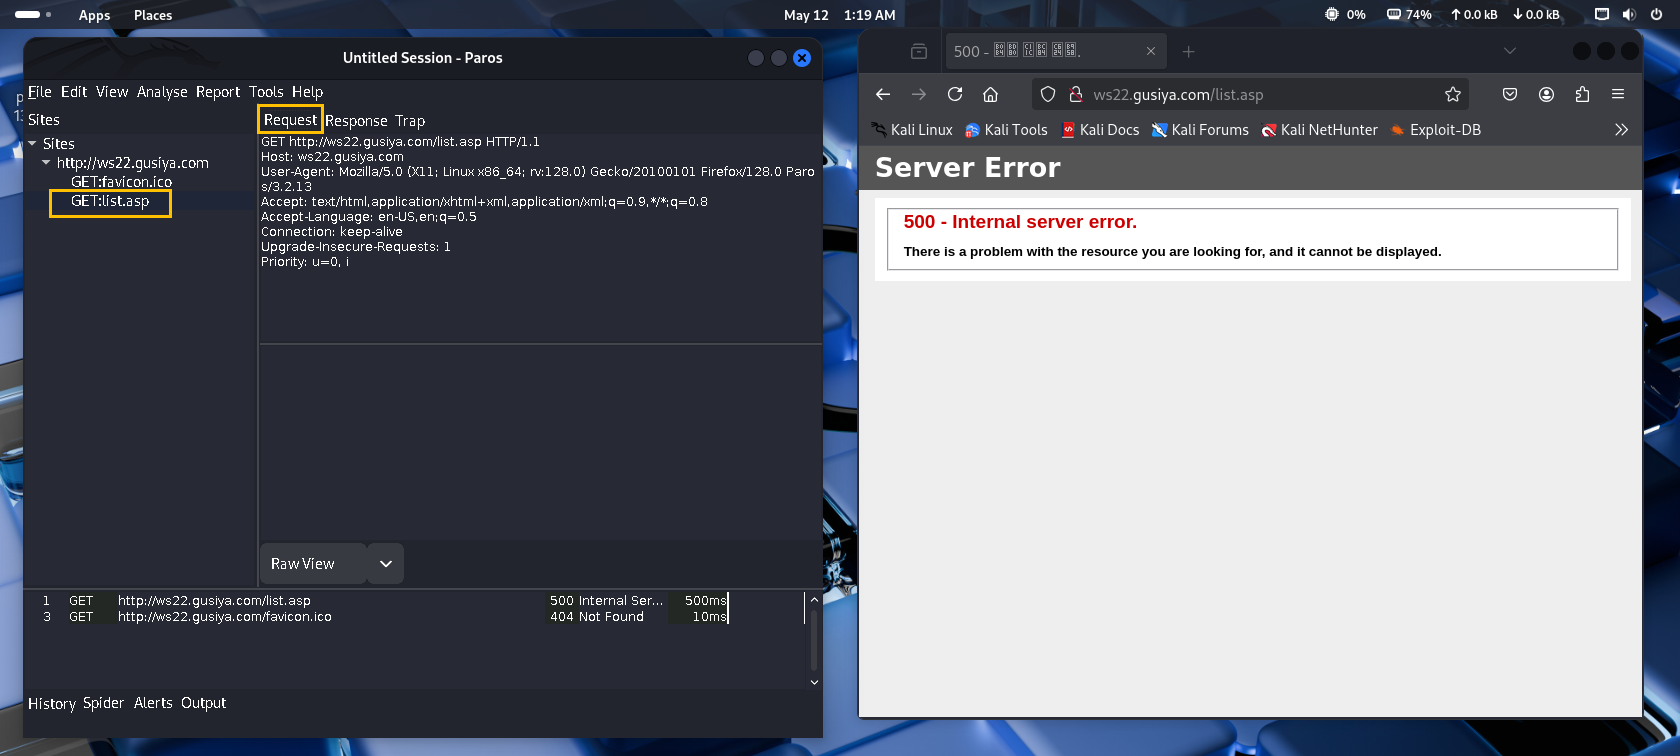 Apps Places May 12 1:19 AM 0% 74% 0.0 kB 0.0 kB
Untitled Session - Paros
File Edit View Analyse Report Tools Help
Sites
Request Response Trap
Sites
http://ws22.gusiya.com
GET:favicon.ico
GET:list.asp
GET http://ws22.gusiya.com/list.asp HTTP/1.1
Host: ws22.gusiya.com
User-Agent: Mozilla/5.0 (X11; Linux x86_64; rv:128.0) Gecko/20100101 Firefox/128.0 Paro
s/3.2.13
Accept: text/html,application/xhtml+xml,application/xml;q=0.9,*/*;q=0.8
Accept-Language: en-US,en;q=0.5
Connection: keep-alive
Upgrade-Insecure-Requests: 1
Priority: u=0, i
Raw View
1 GET http://ws22.gusiya.com/list.asp 500 Internal Ser... 500ms
3 GET http://ws22.gusiya.com/favicon.ico 404 Not Found 10ms
History Spider Alerts Output
500 -
ws22.gusiya.com/list.asp
Kali Linux Kali Tools Kali Docs Kali Forums Kali NetHunter Exploit-DB
Server Error
500 - Internal server error.
There is a problem with the resource you are looking for, and it cannot be displayed.